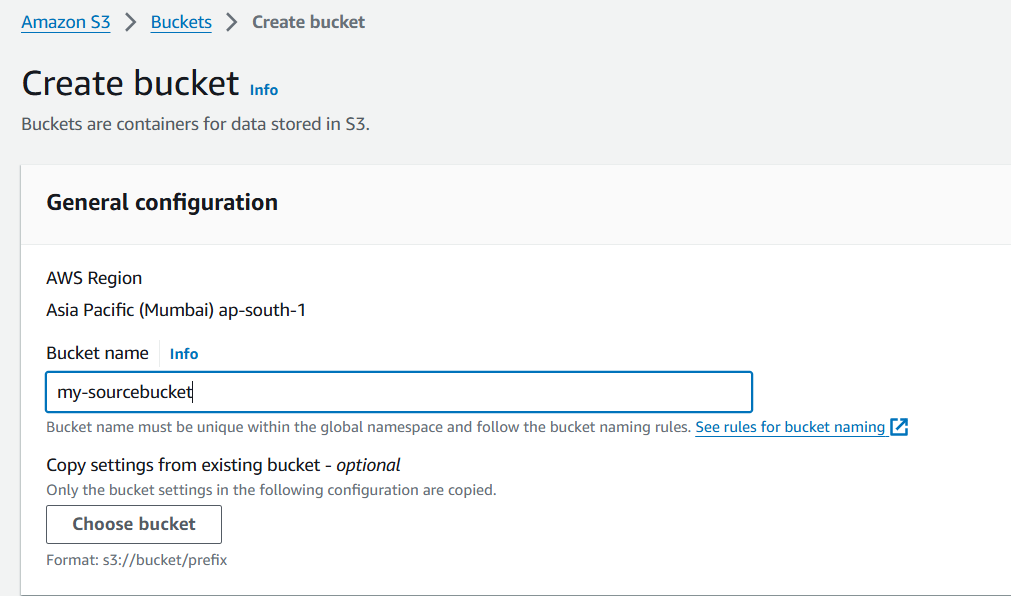 Amazon S3 > Buckets > Create bucket
Create bucket Info
Buckets are containers for data stored in S3.
General configuration
AWS Region
Asia Pacific (Mumbai) ap-south-1
Bucket name Info
my-sourcebucket
Bucket name must be unique within the global namespace and follow the bucket naming rules. See rules for bucket naming
Copy settings from existing bucket - optional
Only the bucket settings in the following configuration are copied.
Choose bucket
Format: s3://bucket/prefix